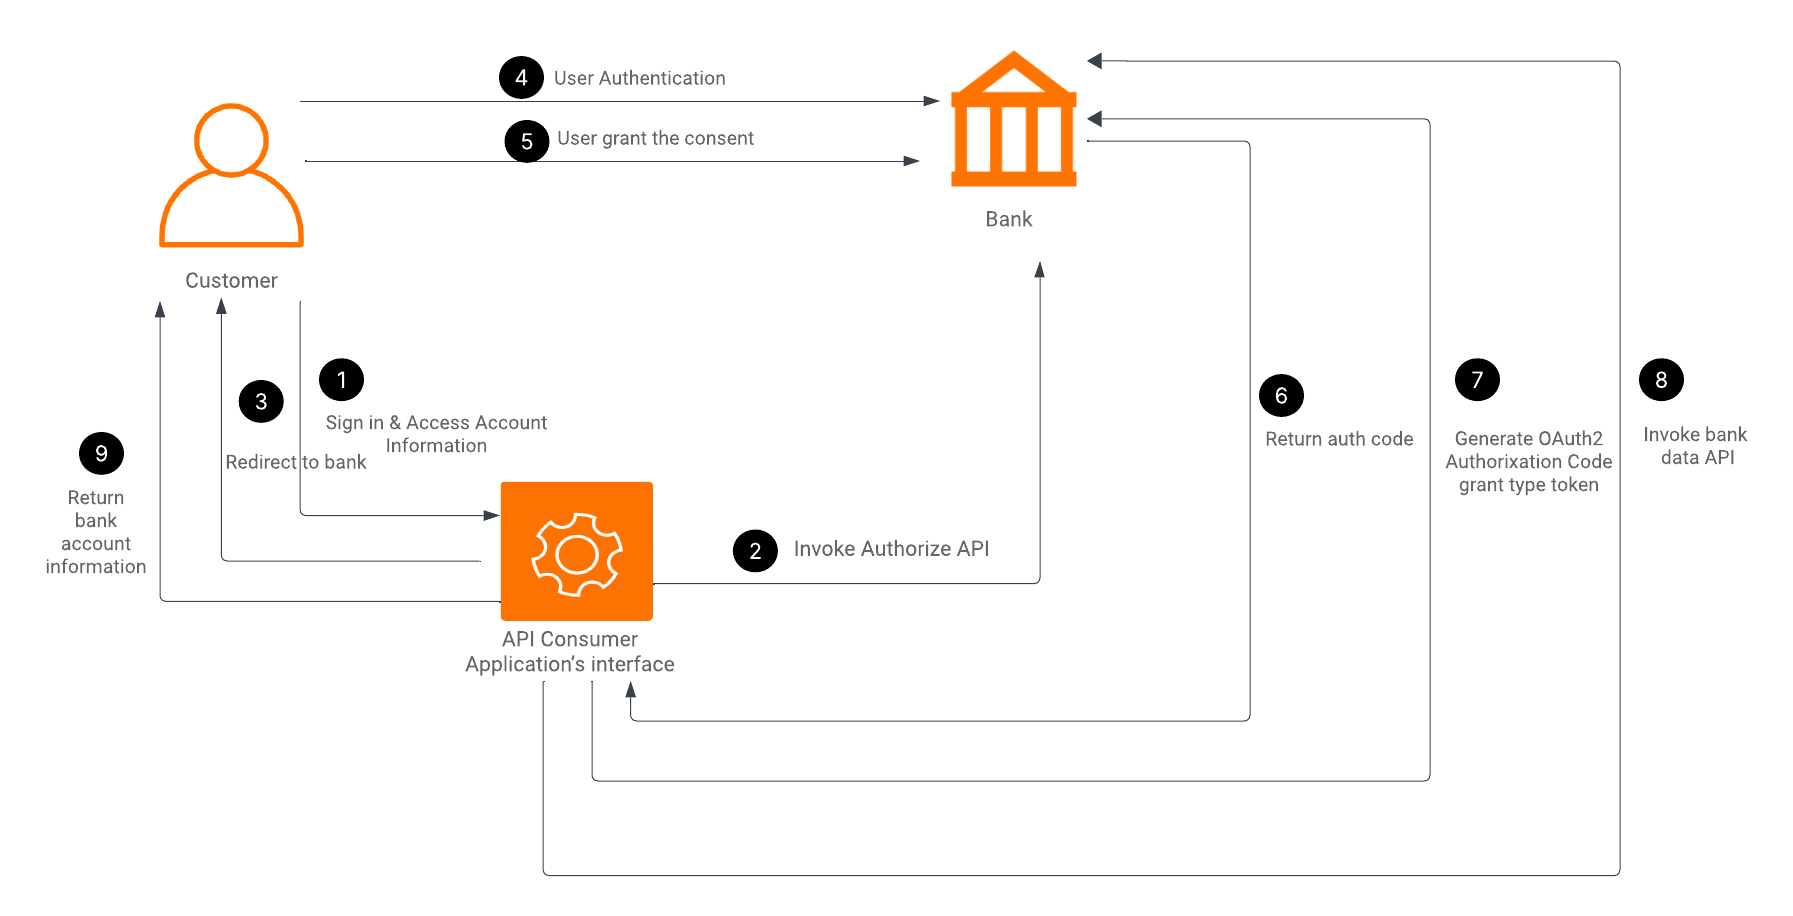 4 User Authentication
5 User grant the consent
Bank
Customer
1
Sign in & Access Account
Information
3
Redirect to bank
9
Return
bank
account
information
2 Invoke Authorize API
API Consumer
Application's interface
6
Return auth code
7
Generate OAuth2
Authorixation Code
grant type token
8
Invoke bank
data API